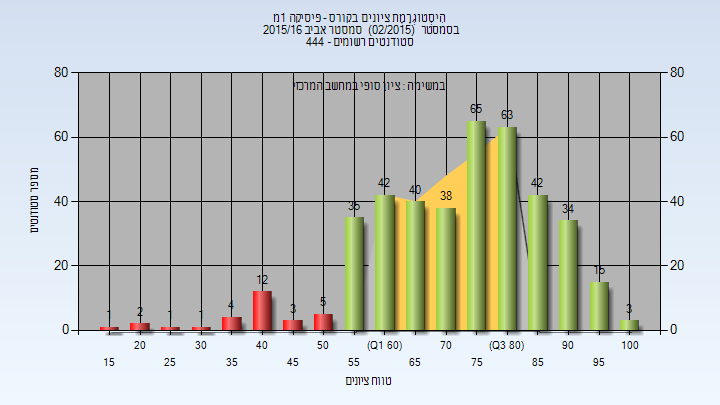 היסטוגרמת ציונים בקורס - פיסיקה 1מ
בסמסטר (02/2015) סמסטר אביב 2015/16
סטודנטים רשומים - 444
במשימה : ציון סופי במחשב המרכזי
80 80
60 60
40 40
20 20
0 0
מספר סטודנטים
1 2 1 1 4 12 3 5 35 42 40 38 65 63 42 34 15 3
20 30 40 50 (Q1 60) 70 (Q3 80) 90 100
15 25 35 45 55 65 75 85 95
טווח ציונים